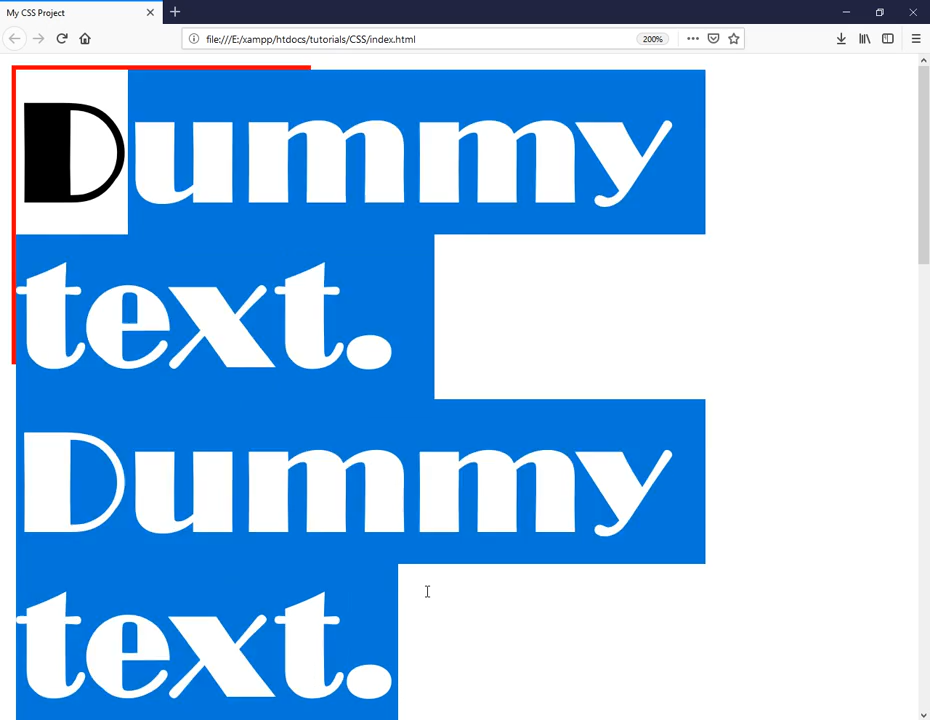 My CSS Project
file:///E:/xampp/htdocs/tutorials/CSS/index.html
200%
Dummy
text.
Dummy
text.